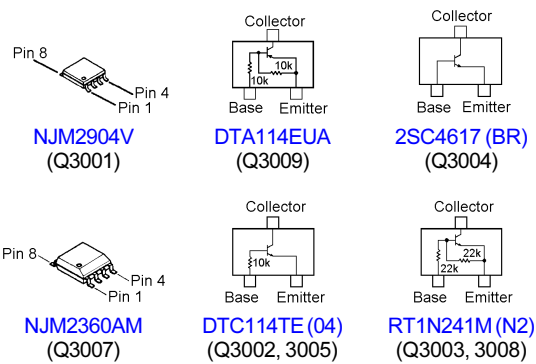 Pin 8
Pin 4
Pin 1
NJM2904V
(Q3001)
Collector
10k
10k
Base Emitter
DTA114EUA
(Q3009)
Collector
Base Emitter
2SC4617 (BR)
(Q3004)
Pin 8
Pin 4
Pin 1
NJM2360AM
(Q3007)
Collector
10k
Base Emitter
DTC114TE (04)
(Q3002, 3005)
Collector
22k
22k
Base Emitter
RT1N241M (N2)
(Q3003, 3008)